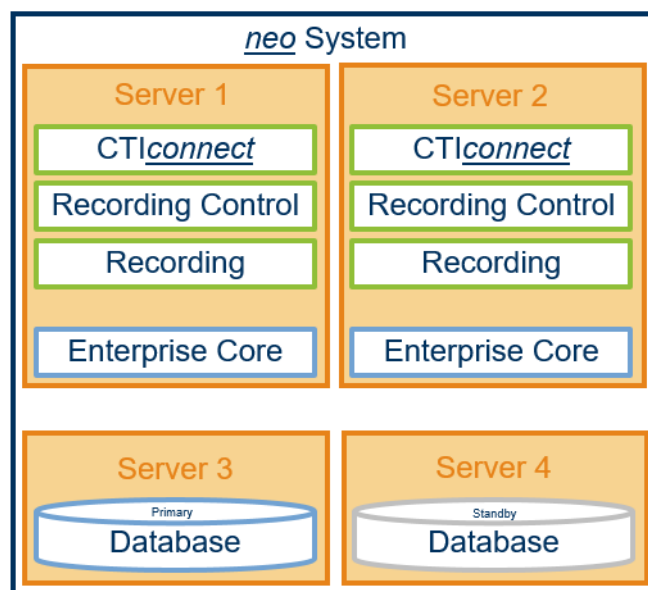 neo System
Server 1
CTIconnect
Recording Control
Recording
Enterprise Core
Server 2
CTIconnect
Recording Control
Recording
Enterprise Core
Server 3
Primary
Database
Server 4
Standby
Database